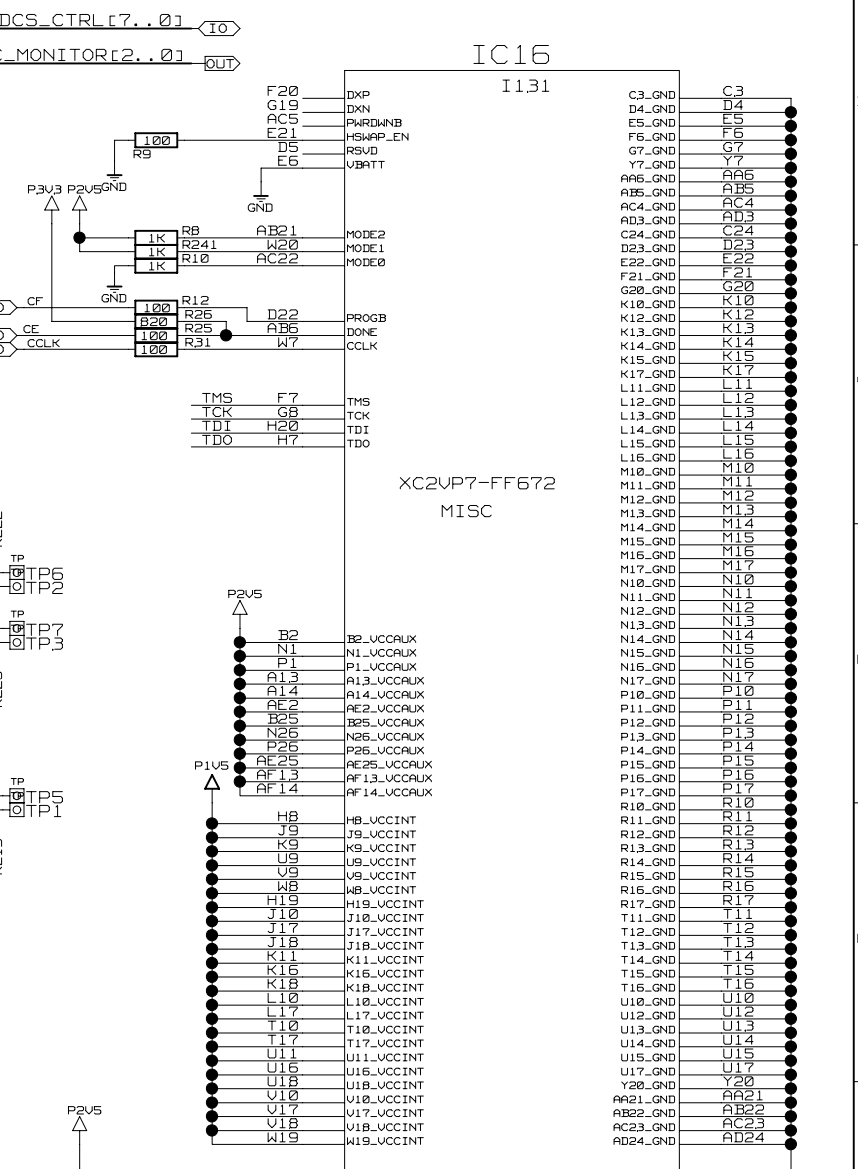 DCS_CTRL[7..0]
IO
C_MONITOR[2..0]
OUT
IC16
I131
F20 DXP
G19 DXN
AC5 PWRDWNB
100 E21 HSWAP_EN
R9
D5 RSVD
E6 VBATT
GND
GND
P3V3 P2V5
1K R8 AB21 MODE2
1K R241 W20 MODE1
1K R10 AC22 MODE0
GND
CF 100 R12 D22 PROGB
820 R26
CE 100 R25 AB6 DONE
CCLK 100 R31 W7 CCLK
TMS F7 TMS
TCK G8 TCK
TDI H20 TDI
TDO H7 TDO
XC2VP7-FF672
MISC
TP
TP6
TP2
TP
TP7
TP3
TP
TP5
TP1
P2V5
B2 B2_VCCAUX
N1 N1_VCCAUX
P1 P1_VCCAUX
A13 A13_VCCAUX
A14 A14_VCCAUX
AE2 AE2_VCCAUX
B25 B25_VCCAUX
N26 N26_VCCAUX
P26 P26_VCCAUX
AE25 AE25_VCCAUX
AF13 AF13_VCCAUX
AF14 AF14_VCCAUX
P1V5
H8 H8_VCCINT
J9 J9_VCCINT
K9 K9_VCCINT
U9 U9_VCCINT
V9 V9_VCCINT
W8 W8_VCCINT
H19 H19_VCCINT
J10 J10_VCCINT
J17 J17_VCCINT
J18 J18_VCCINT
K11 K11_VCCINT
K16 K16_VCCINT
K18 K18_VCCINT
L10 L10_VCCINT
L17 L17_VCCINT
T10 T10_VCCINT
T17 T17_VCCINT
U11 U11_VCCINT
U16 U16_VCCINT
U18 U18_VCCINT
V10 V10_VCCINT
V17 V17_VCCINT
V18 V18_VCCINT
W19 W19_VCCINT
P2V5
C3_GND C3
D4_GND D4
E5_GND E5
F6_GND F6
G7_GND G7
Y7_GND Y7
AA6_GND AA6
AB5_GND AB5
AC4_GND AC4
AD3_GND AD3
C24_GND C24
D23_GND D23
E22_GND E22
F21_GND F21
G20_GND G20
K10_GND K10
K12_GND K12
K13_GND K13
K14_GND K14
K15_GND K15
K17_GND K17
L11_GND L11
L12_GND L12
L13_GND L13
L14_GND L14
L15_GND L15
L16_GND L16
M10_GND M10
M11_GND M11
M12_GND M12
M13_GND M13
M14_GND M14
M15_GND M15
M16_GND M16
M17_GND M17
N10_GND N10
N11_GND N11
N12_GND N12
N13_GND N13
N14_GND N14
N15_GND N15
N16_GND N16
N17_GND N17
P10_GND P10
P11_GND P11
P12_GND P12
P13_GND P13
P14_GND P14
P15_GND P15
P16_GND P16
P17_GND P17
R10_GND R10
R11_GND R11
R12_GND R12
R13_GND R13
R14_GND R14
R15_GND R15
R16_GND R16
R17_GND R17
T11_GND T11
T12_GND T12
T13_GND T13
T14_GND T14
T15_GND T15
T16_GND T16
U10_GND U10
U12_GND U12
U13_GND U13
U14_GND U14
U15_GND U15
U17_GND U17
Y20_GND Y20
AA21_GND AA21
AB22_GND AB22
AC23_GND AC23
AD24_GND AD24